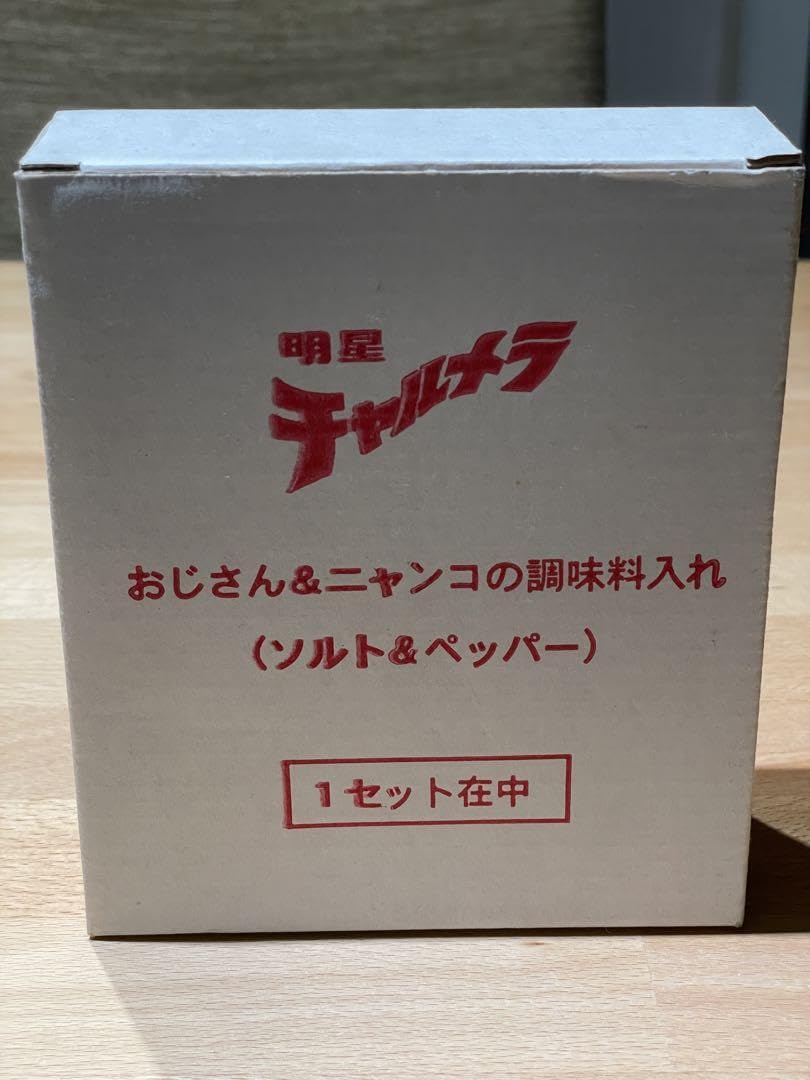 明星
チャルメラ
おじさん&ニャンコの調味料入れ
(ソルト&ペッパー)
1セット在中